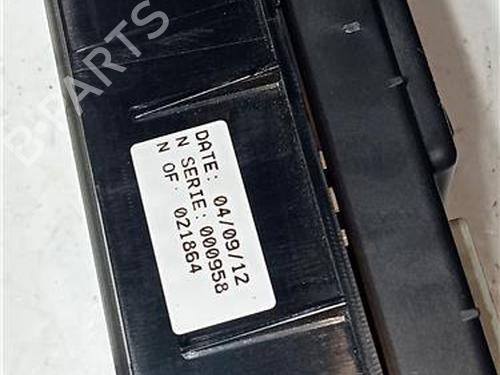 B-PARTS
DATE: 04/09/12
N SERIE: 000958
N OF: 021864